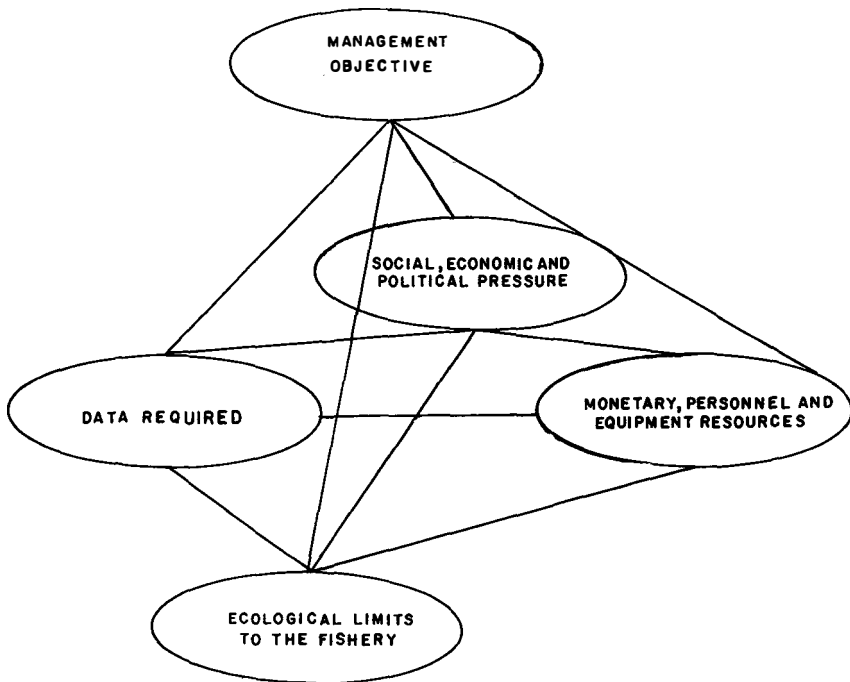 MANAGEMENT
OBJECTIVE
SOCIAL, ECONOMIC AND
POLITICAL PRESSURE
DATA REQUIRED
MONETARY, PERSONNEL AND
EQUIPMENT RESOURCES
ECOLOGICAL LIMITS
TO THE FISHERY